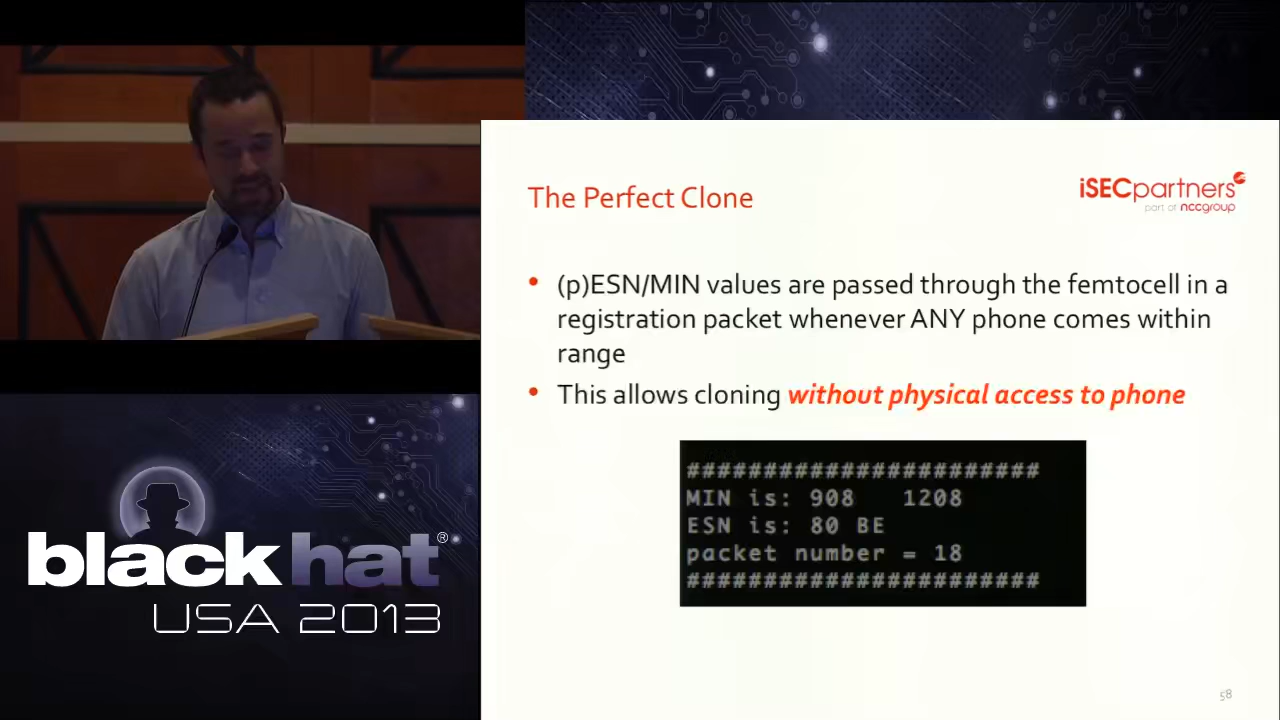 The Perfect Clone
iSECpartners
part of nccgroup
• (p)ESN/MIN values are passed through the femtocell in a
registration packet whenever ANY phone comes within
range
• This allows cloning without physical access to phone
#######################
MIN is: 908 1208
ESN is: 80 BE
packet number = 18
#######################
58
blackhat®
USA 2013